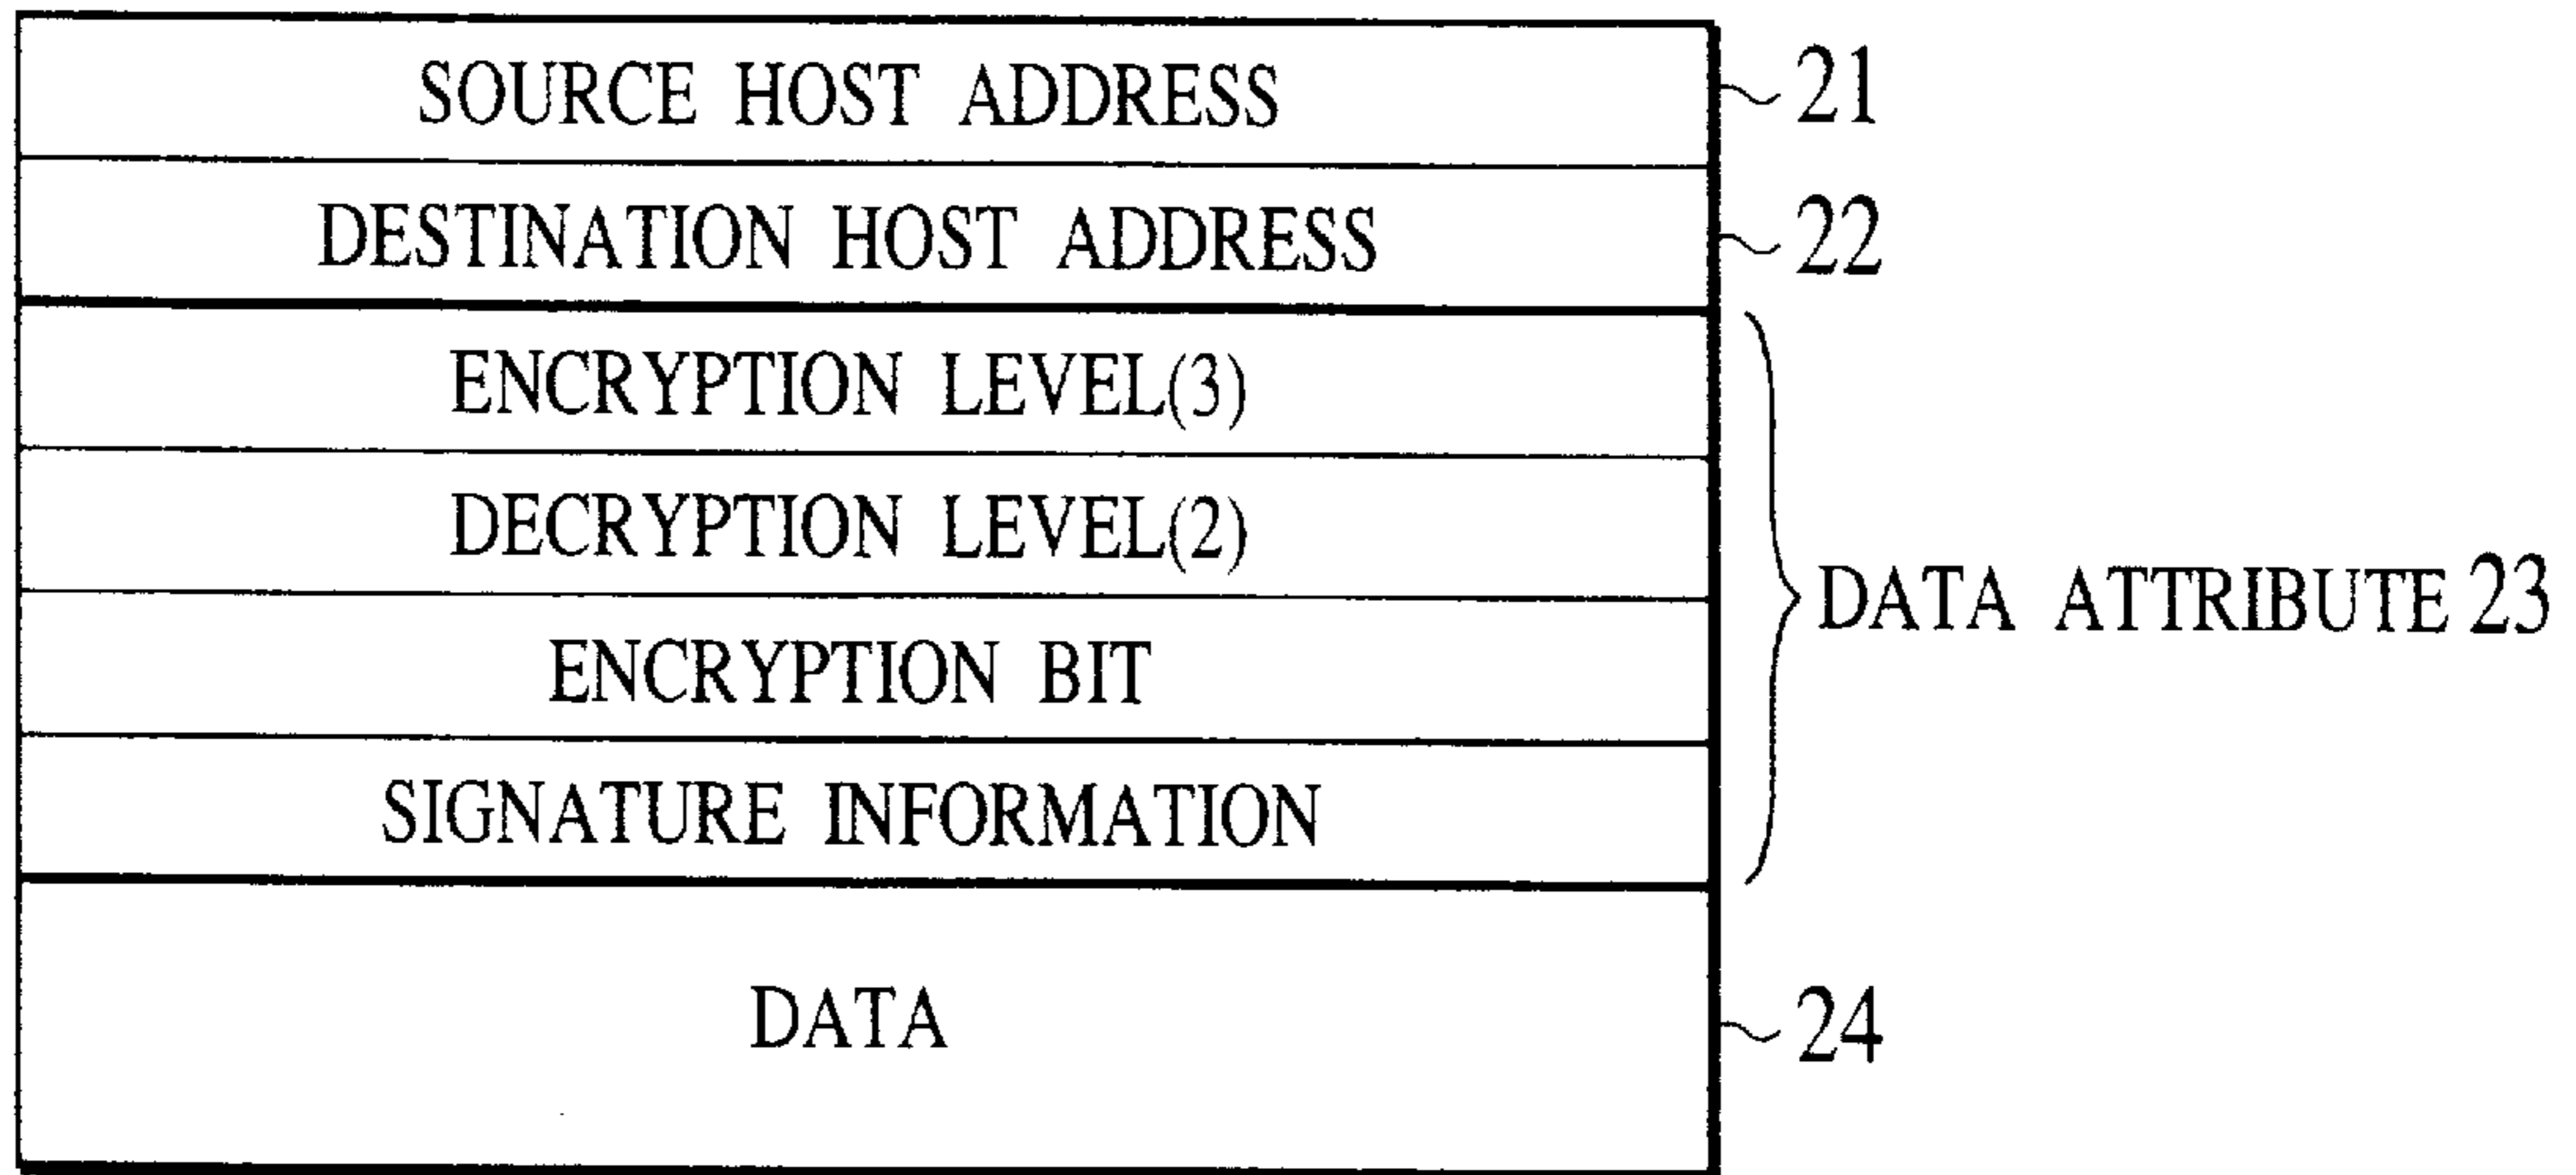 SOURCE HOST ADDRESS 21
DESTINATION HOST ADDRESS 22
ENCRYPTION LEVEL(3)
DECRYPTION LEVEL(2)
DATA ATTRIBUTE 23
ENCRYPTION BIT
SIGNATURE INFORMATION
DATA 24